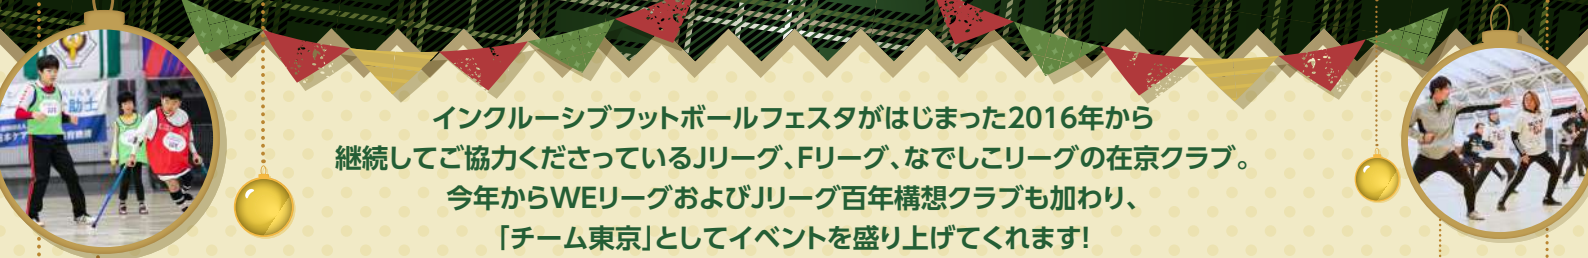 インクルーシブフットボールフェスタがはじまった2016年から
継続してご協力くださっているJリーグ、Fリーグ、なでしこリーグの在京クラブ。
今年からWEリーグおよびJリーグ百年構想クラブも加わり、
「チーム東京」としてイベントを盛り上げてくれます!